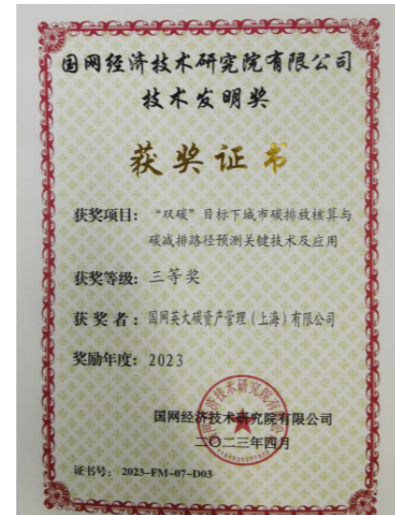 国网经济技术研究院有限公司
技术发明奖
获奖证书
获奖项目：“双碳”目标下城市碳排放核算与
碳减排路径预测关键技术及应用
获奖等级：三等奖
获奖者：国网英大碳资产管理（上海）有限公司
奖励年度：2023
国网经济技术研究院有限公司
二〇二三年四月
证书号：2023-FM-07-D03